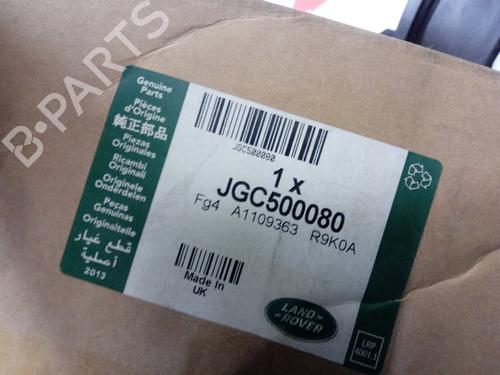 B·PARTS
Genuine
Parts
Pièces
d'Origine
純正部品
Piezas
Originales
Ricambi
Originali
Originele
Onderdelen
Peças
Genuínas
Originalteile
قطع غيار
أصلية
2013
JGC500080
1 x
JGC500080
Fg4 A1109363 R9K0A
Made In
UK
LAND
ROVER
LRP
4001.1